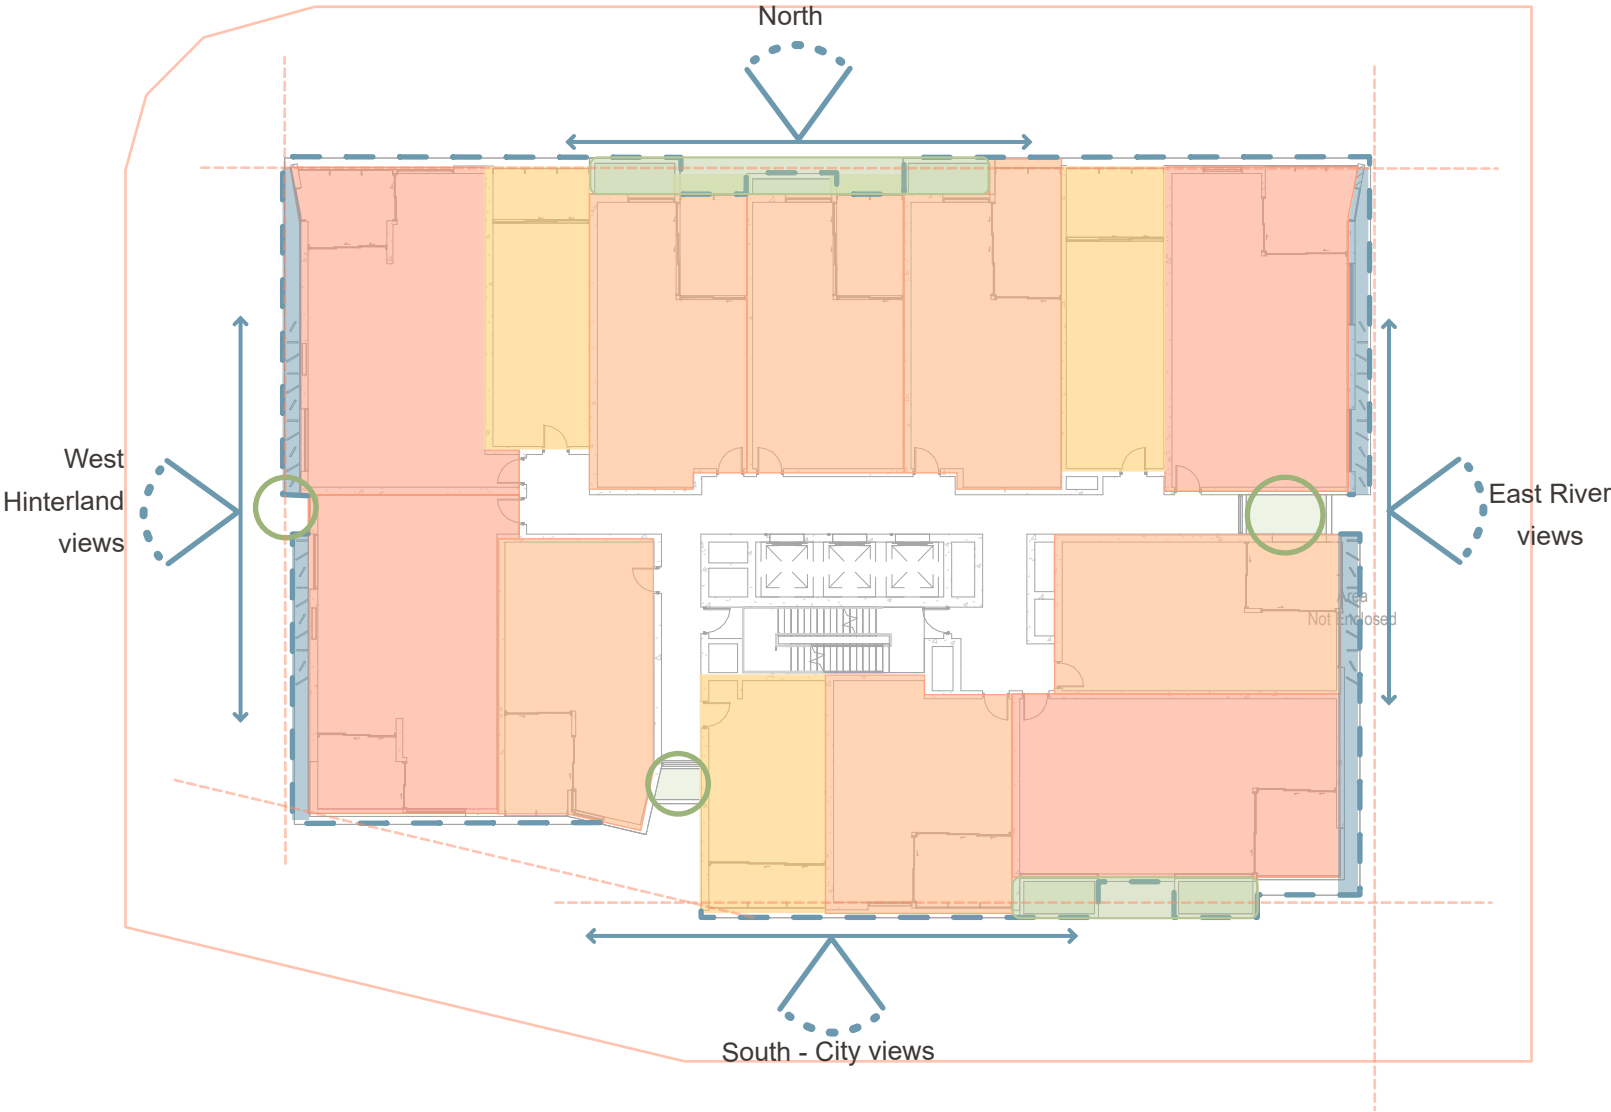 North
West
Hinterland
views
East River
views
Area
Not Enclosed
South - City views